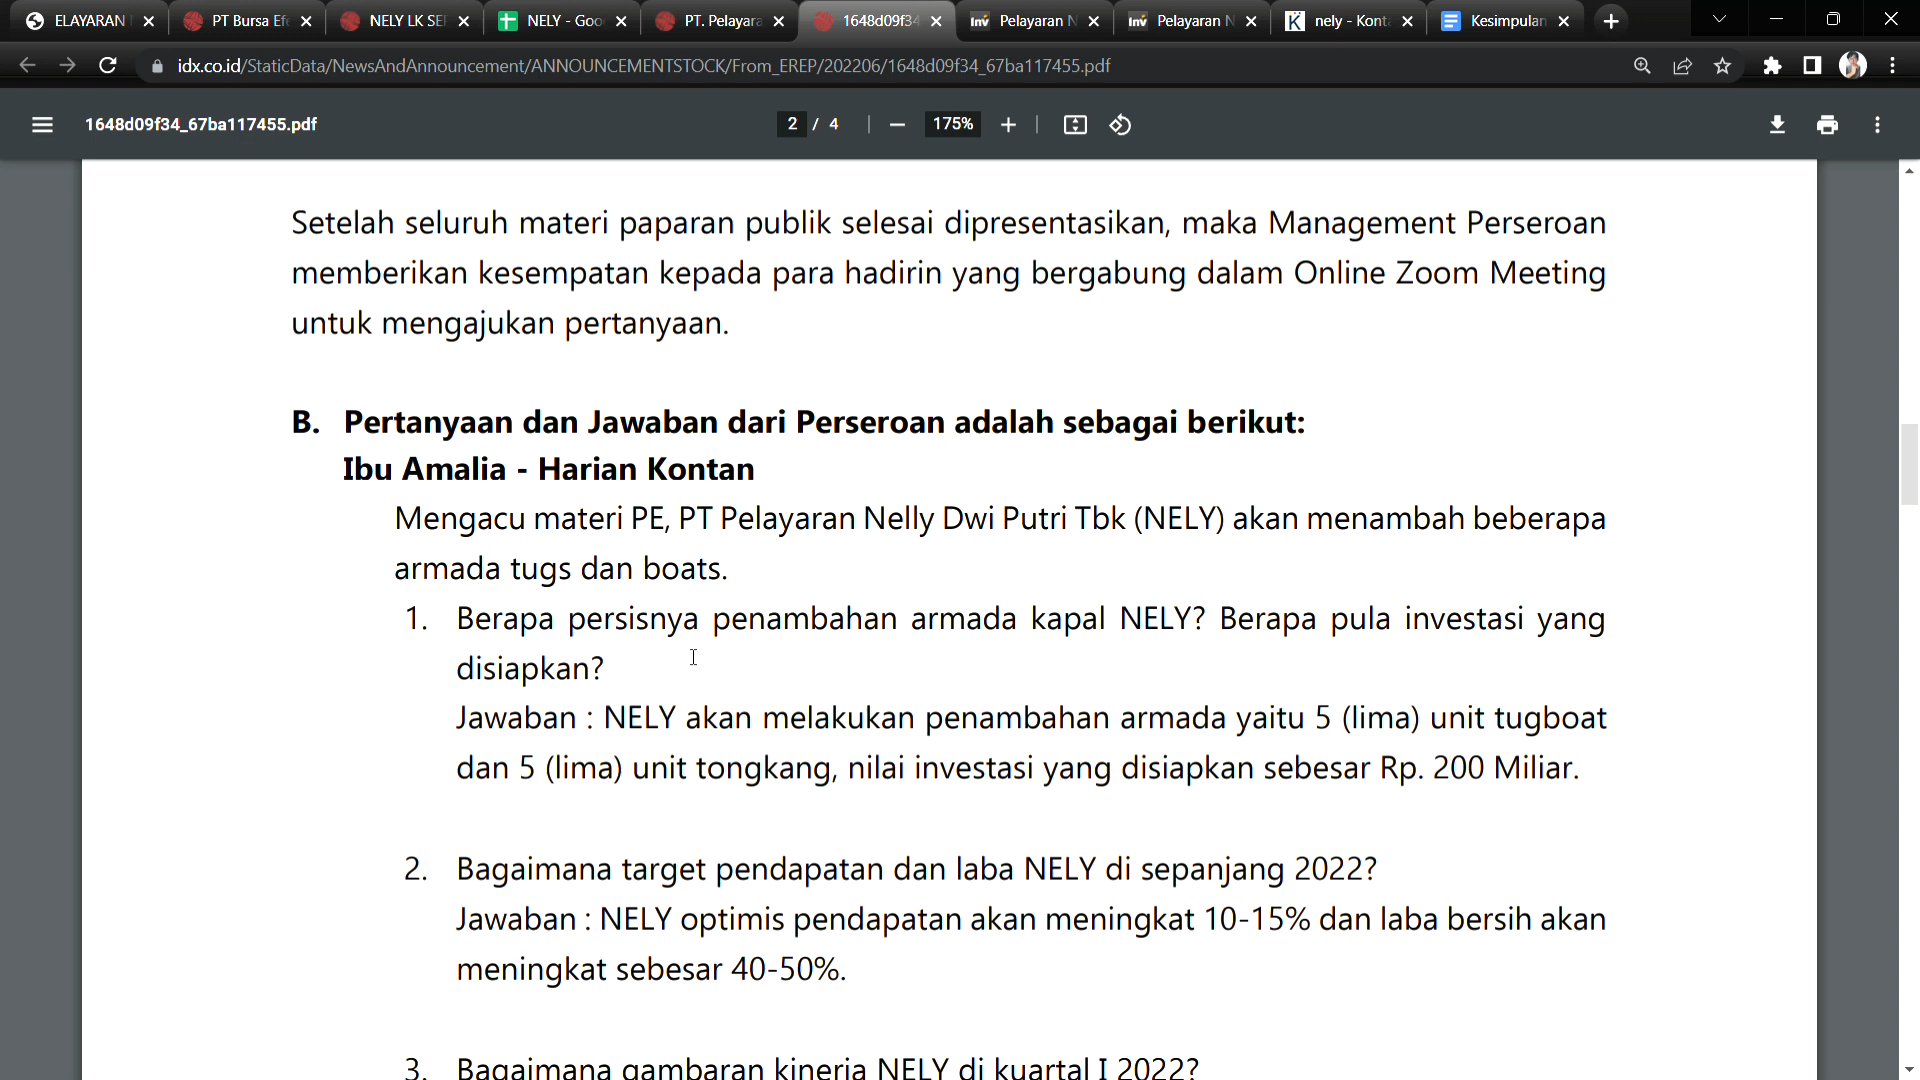 ELAYARAN
PT Bursa Efe
NELY LK SEI
NELY - Goo
PT. Pelayara
1648d09f34
Pelayaran N
Pelayaran N
nely - Konta
Kesimpulan
idx.co.id/StaticData/NewsAndAnnouncement/ANNOUNCEMENTSTOCK/From_EREP/202206/1648d09f34_67ba117455.pdf
1648d09f34_67ba117455.pdf
2 / 4
175%
Setelah seluruh materi paparan publik selesai dipresentasikan, maka Management Perseroan
memberikan kesempatan kepada para hadirin yang bergabung dalam Online Zoom Meeting
untuk mengajukan pertanyaan.
B. Pertanyaan dan Jawaban dari Perseroan adalah sebagai berikut:
Ibu Amalia - Harian Kontan
Mengacu materi PE, PT Pelayaran Nelly Dwi Putri Tbk (NELY) akan menambah beberapa
armada tugs dan boats.
1. Berapa persisnya penambahan armada kapal NELY? Berapa pula investasi yang
disiapkan?
Jawaban : NELY akan melakukan penambahan armada yaitu 5 (lima) unit tugboat
dan 5 (lima) unit tongkang, nilai investasi yang disiapkan sebesar Rp. 200 Miliar.
2. Bagaimana target pendapatan dan laba NELY di sepanjang 2022?
Jawaban : NELY optimis pendapatan akan meningkat 10-15% dan laba bersih akan
meningkat sebesar 40-50%.
3. Bagaimana gambaran kinerja NELY di kuartal I 2022?